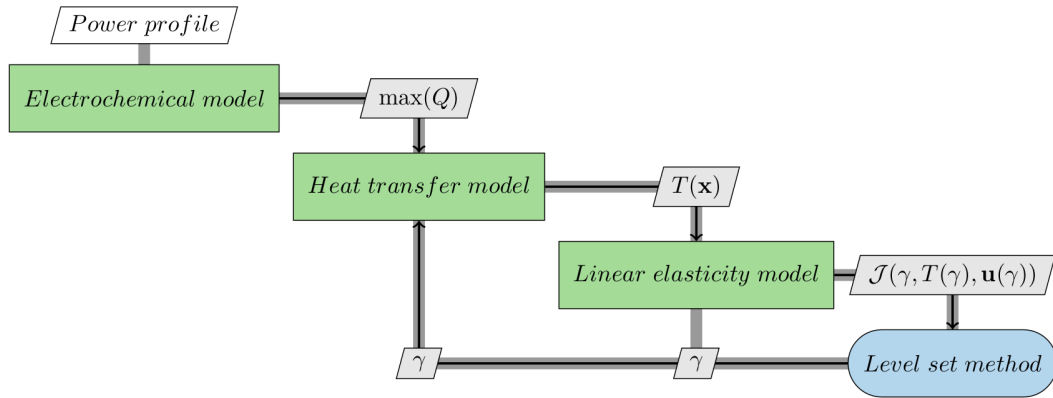 Power profile
Electrochemical model
max(Q)
Heat transfer model
T(x)
Linear elasticity model
𝒥(γ, T(γ), u(γ))
γ
γ
Level set method